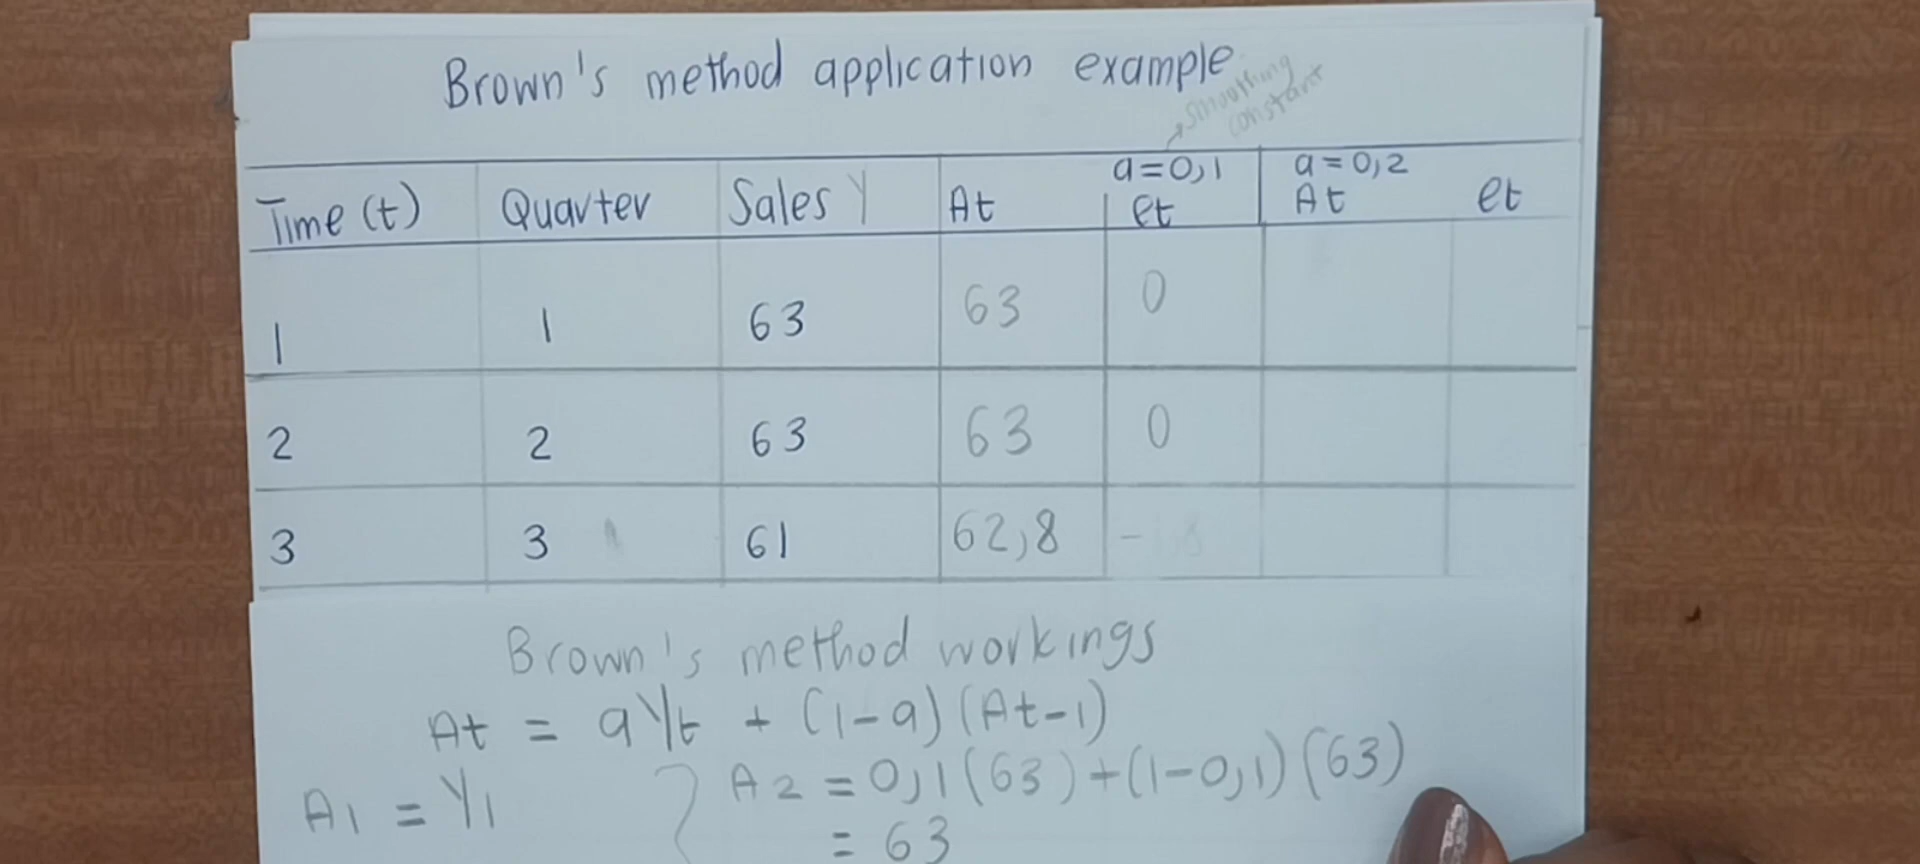 Brown's method application example
smoothing
constant
a=0,1 a=0,2
Time (t) Quarter Sales Y At et At et
1 1 63 63 0
2 2 63 63 0
3 3 61 62,8 -
Brown's method workings
At = aYt + (1-a)(At-1)
A1 = Y1 A2 = 0,1(63)+(1-0,1)(63)
= 63